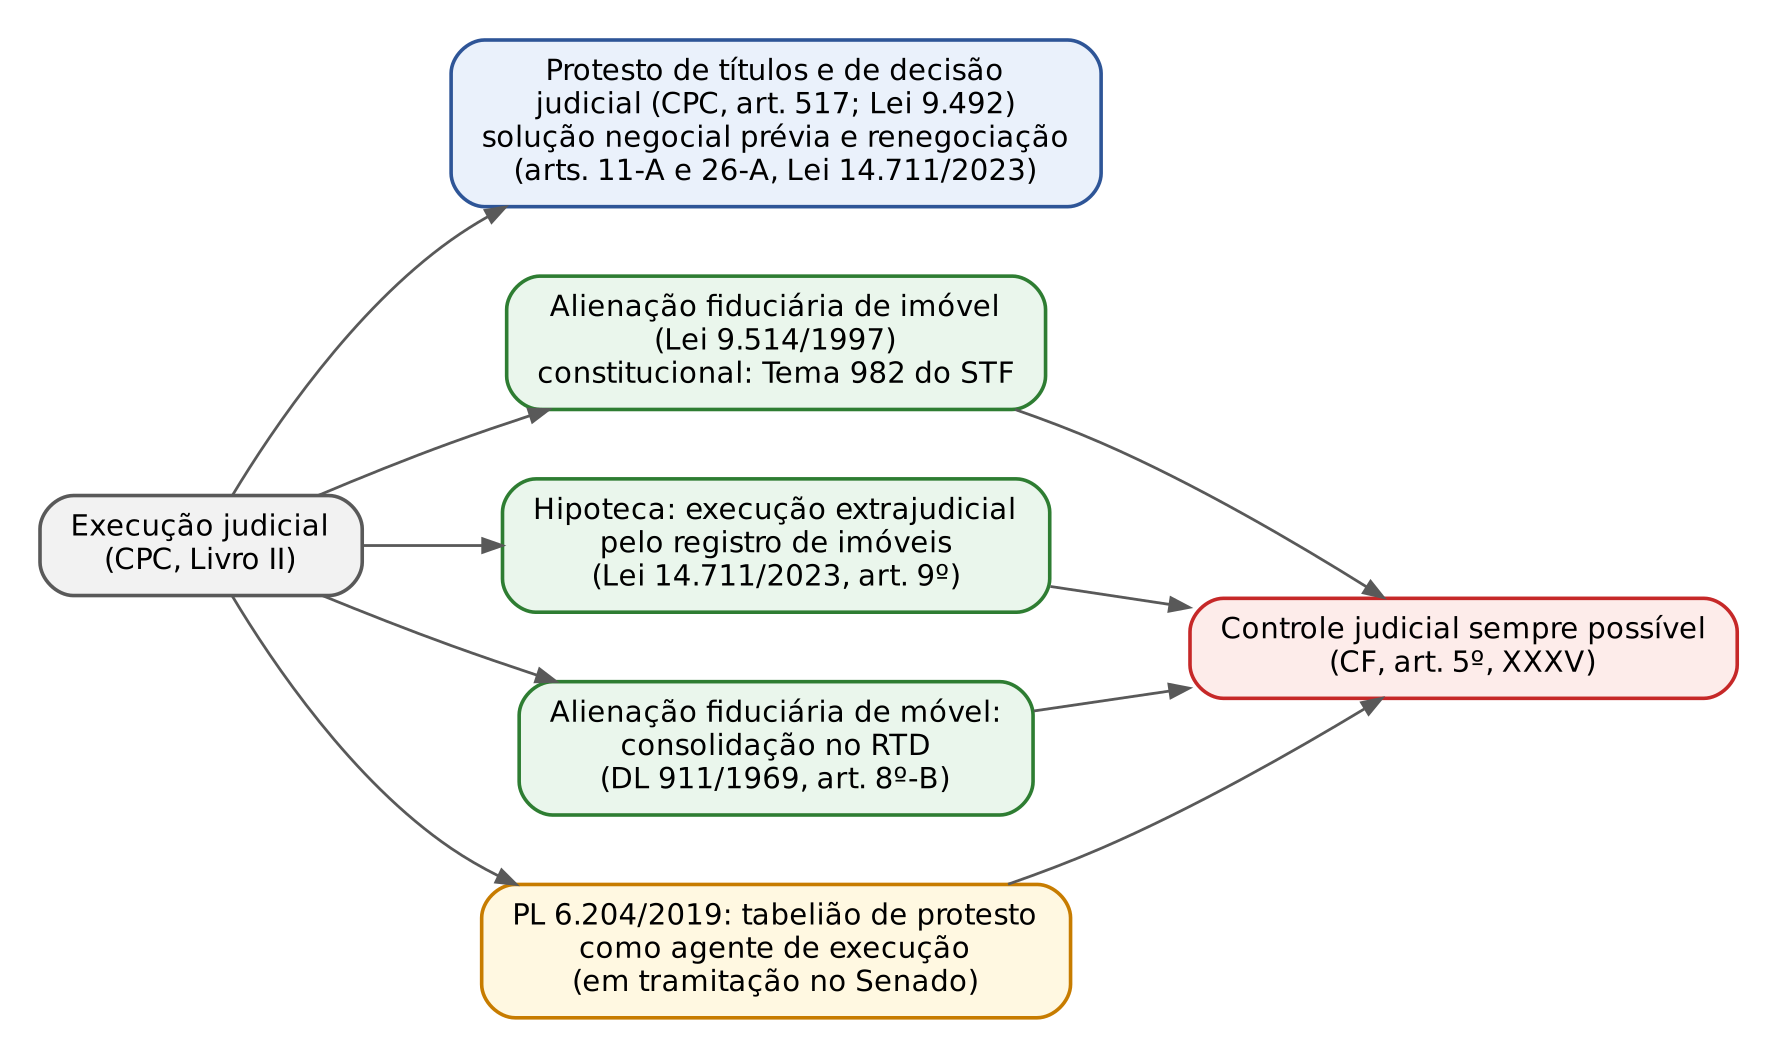 Protesto de títulos e de decisão
judicial (CPC, art. 517; Lei 9.492)
solução negocial prévia e renegociação
(arts. 11-A e 26-A, Lei 14.711/2023)
Alienação fiduciária de imóvel
(Lei 9.514/1997)
constitucional: Tema 982 do STF
Execução judicial
(CPC, Livro II)
Hipoteca: execução extrajudicial
pelo registro de imóveis
(Lei 14.711/2023, art. 9º)
Controle judicial sempre possível
(CF, art. 5º, XXXV)
Alienação fiduciária de móvel:
consolidação no RTD
(DL 911/1969, art. 8º-B)
PL 6.204/2019: tabelião de protesto
como agente de execução
(em tramitação no Senado)